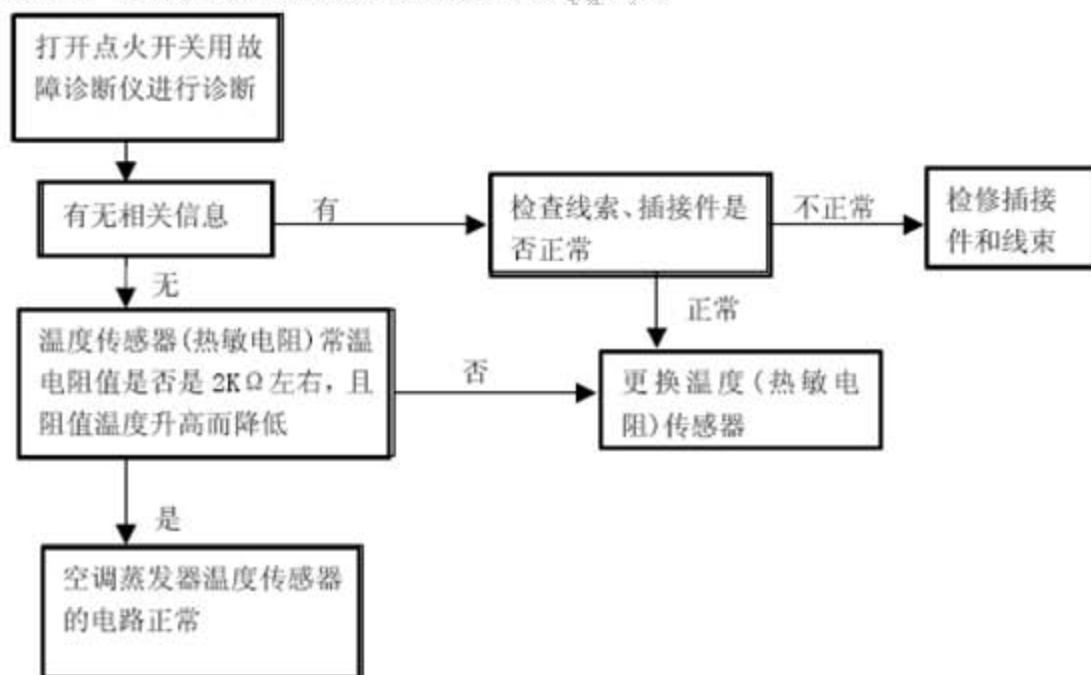 打开点火开关用故
障诊断仪进行诊断
有无相关信息
有
检查线索、插接件是
否正常
不正常
检修插接
件和线束
无
正常
温度传感器(热敏电阻)常温
电阻值是否是 2KΩ左右，且
阻值温度升高而降低
否
更换温度(热敏电
阻)传感器
是
空调蒸发器温度传感器
的电路正常